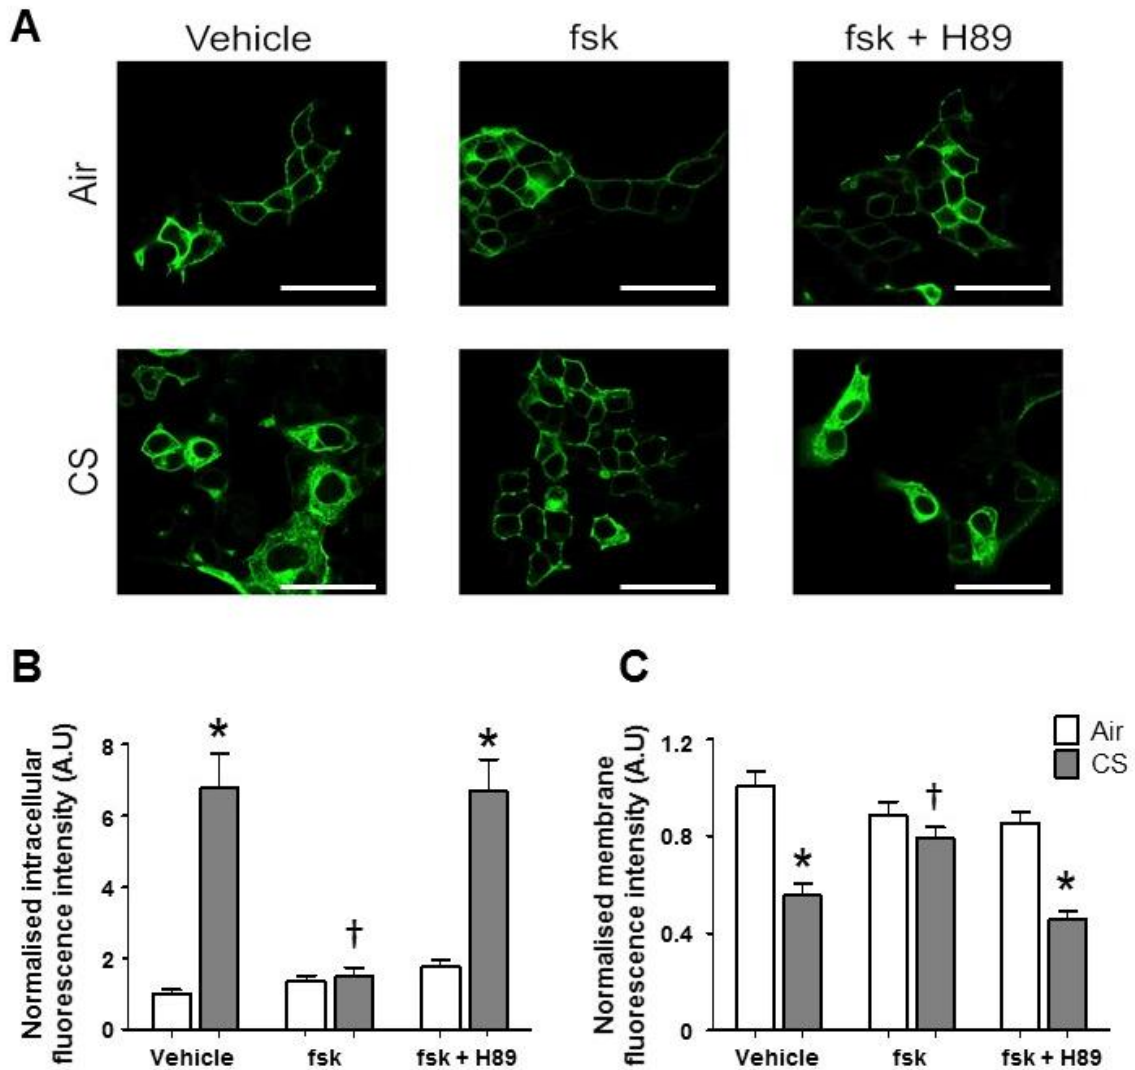 A
Vehicle fsk fsk + H89
Air
CS
B
Normalised intracellular
fluorescence intensity (A.U)
8
6
4
2
0
* † *
Vehicle fsk fsk + H89
C
Normalised membrane
fluorescence intensity (A.U)
1.2
0.8
0.4
0
* † *
Vehicle fsk fsk + H89
Air
CS